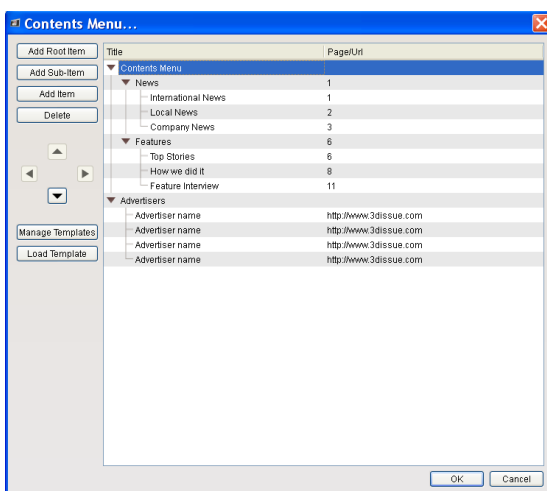 Contents Menu...
Add Root Item
Add Sub-Item
Add Item
Delete
Manage Templates
Load Template
Title Page/Url
Contents Menu
News 1
International News 1
Local News 2
Company News 3
Features 6
Top Stories 6
How we did it 8
Feature Interview 11
Advertisers
Advertiser name http://www.3dissue.com
Advertiser name http://www.3dissue.com
Advertiser name http://www.3dissue.com
Advertiser name http://www.3dissue.com
OK Cancel